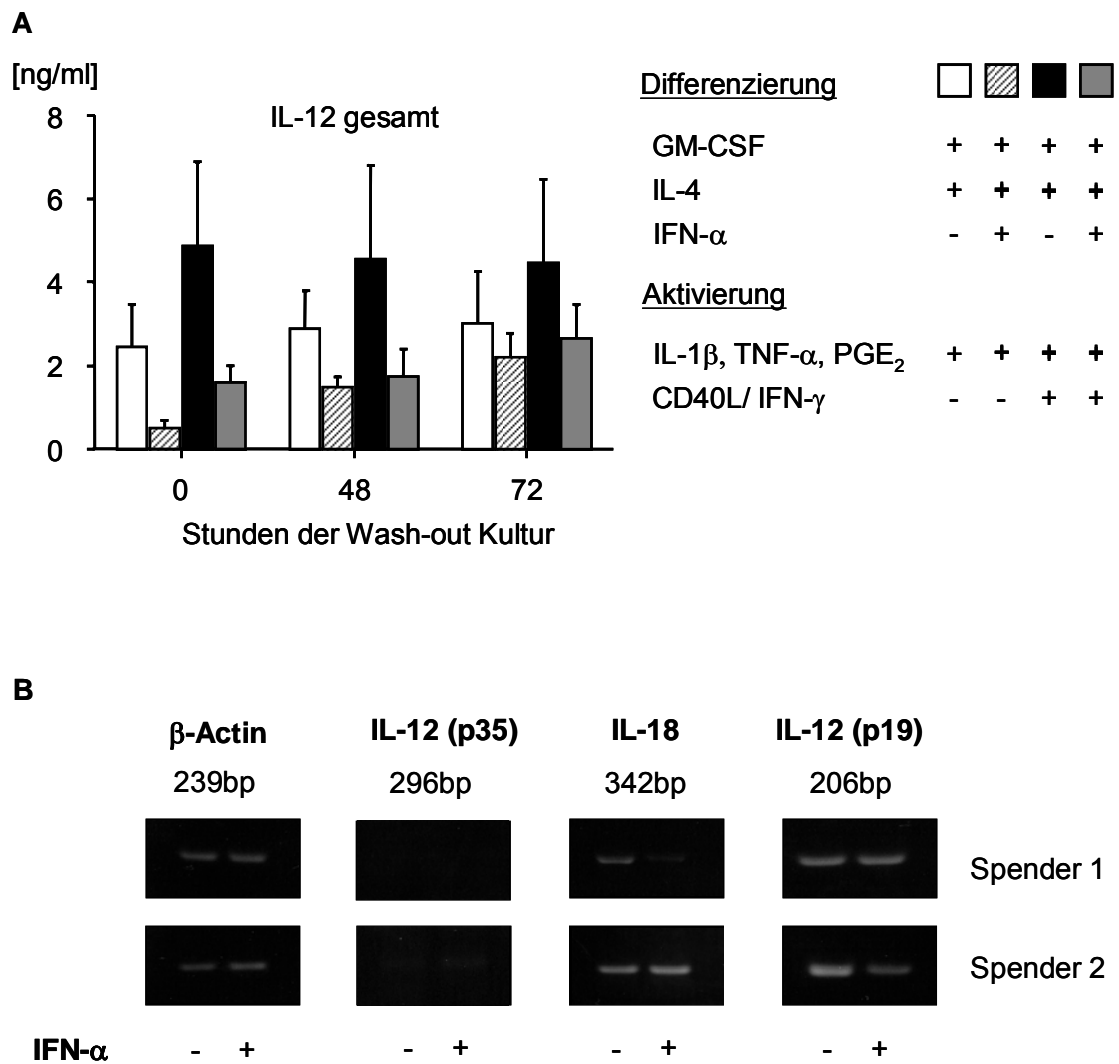 A
[ng/ml]
IL-12 gesamt
8
6
4
2
0
0 48 72
Stunden der Wash-out Kultur
Differenzierung
GM-CSF + + + +
IL-4 + + + +
IFN-α - + - +
Aktivierung
IL-1β, TNF-α, PGE₂ + + + +
CD40L/ IFN-γ - - + +
B
β-Actin IL-12 (p35) IL-18 IL-12 (p19)
239bp 296bp 342bp 206bp
Spender 1
Spender 2
IFN-α - + - + - + - +